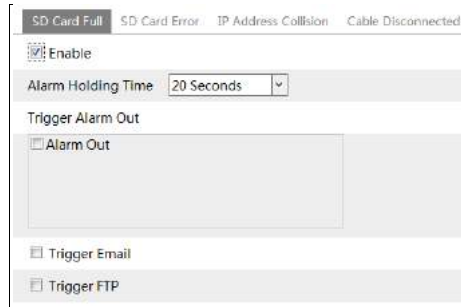 SD Card Full SD Card Error IP Address Collision Cable Disconnected
Enable
Alarm Holding Time 20 Seconds
Trigger Alarm Out
Alarm Out
Trigger Email
Trigger FTP